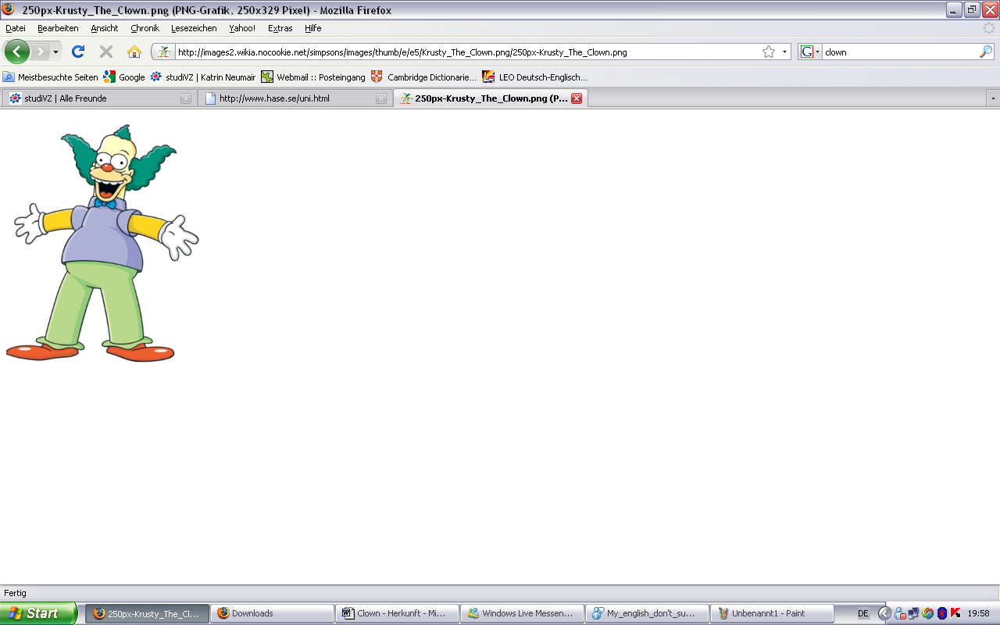 250px-Krusty_The_Clown.png (PNG-Grafik, 250x329 Pixel) - Mozilla Firefox
Datei Bearbeiten Ansicht Chronik Lesezeichen Yahoo! Extras Hilfe
http://images2.wikia.nocookie.net/simpsons/images/thumb/e/e5/Krusty_The_Clown.png/250px-Krusty_The_Clown.png G clown
Meistbesuchte Seiten Google studiVZ | Katrin Neumair Webmail :: Posteingang Cambridge Dictionarie... LEO Deutsch-Englisch...
studiVZ | Alle Freunde http://www.hase.se/uni.html 250px-Krusty_The_Clown.png (P...
Fertig
Start 250px-Krusty_The_Cl... Downloads Clown - Herkunft - Mi... Windows Live Messen... My_english_don't_su... Unbenannt1 - Paint DE 19:58